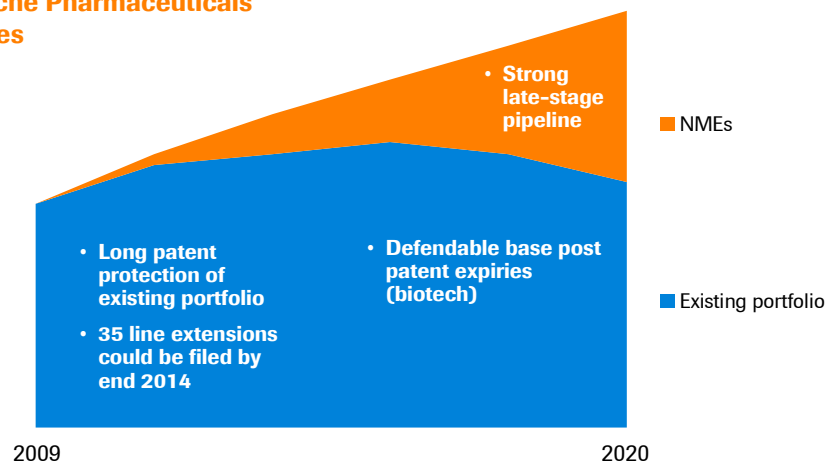 Pharmaceuticals
• Strong
late-stage
pipeline
NMEs
• Long patent
protection of
existing portfolio
• 35 line extensions
could be filed by
end 2014
• Defendable base post
patent expiries
(biotech)
Existing portfolio
2009
2020